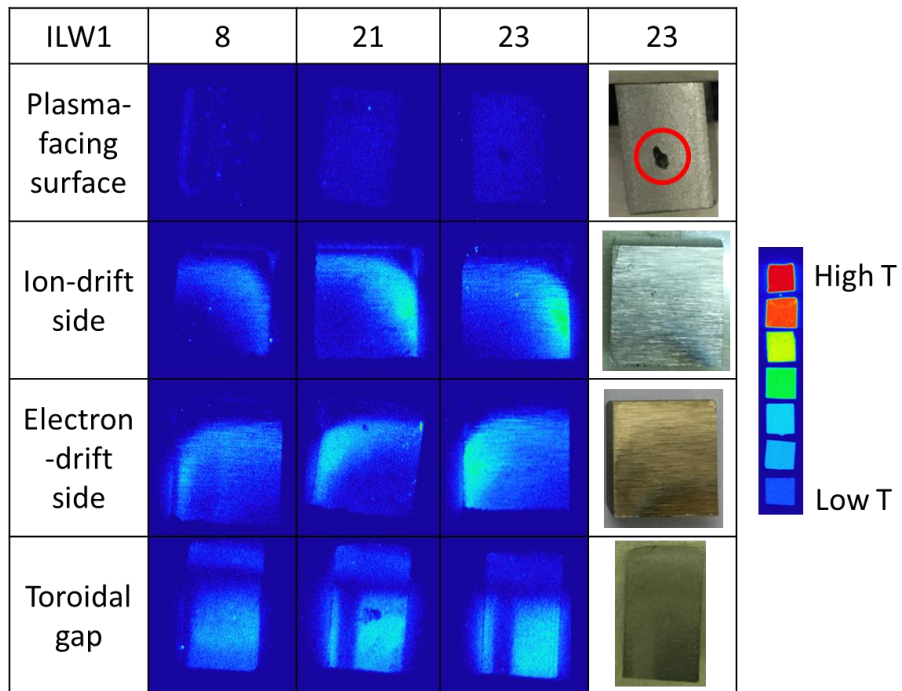 ILW1 8 21 23 23
Plasma-
facing
surface
Ion-drift
side
High T
Electron
-drift
side
Low T
Toroidal
gap